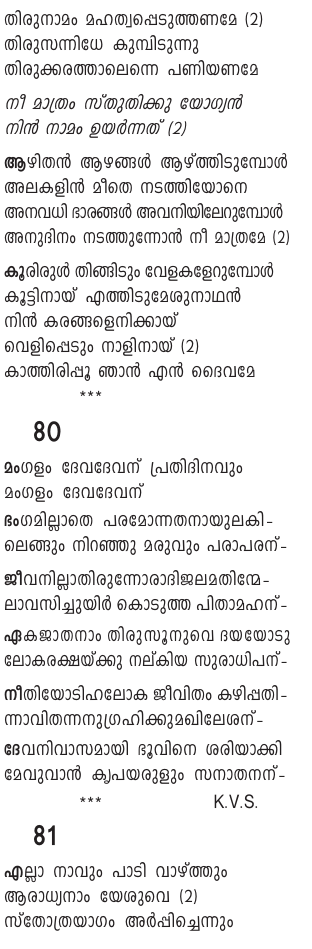 തിരുനാമം മഹത്വപ്പെടുത്തണമേ (2)
തിരുസന്നിധേ കുമ്പിടുന്നു
തിരുക്കരത്താലെന്നെ പണിയണമേ
നീ മാത്രം സ്തുതിക്കു യോഗ്യൻ
നിൻ നാമം ഉയർന്നത് (2)
ആഴിതൻ ആഴങ്ങൾ ആഴ്ത്തിടുമ്പോൾ
അലകളിൻ മീതെ നടത്തിയോനെ
അനവധി ഭാരങ്ങൾ അവനിയിലേറുമ്പോൾ
അനുദിനം നടത്തുന്നോൻ നീ മാത്രമേ (2)
കൂരിരുൾ തിങ്ങിടും വേളകളേറുമ്പോൾ
കൂട്ടിനായ് എത്തിടുമേശുനാഥൻ
നിൻ കരങ്ങളെനിക്കായ്
വെളിപ്പെടും നാളിനായ് (2)
കാത്തിരിപ്പൂ ഞാൻ എൻ ദൈവമേ
***
80
മംഗളം ദേവദേവന് പ്രതിദിനവും
മംഗളം ദേവദേവന്
ഭംഗമില്ലാതെ പരമോന്നതനായുലകി-
ലെങ്ങും നിറഞ്ഞു മരുവും പരാപരന്-
ജീവനില്ലാതിരുന്നോരാദിജലമതിന്മേ-
ലാവസിച്ചുയിർ കൊടുത്ത പിതാമഹന്-
ഏകജാതനാം തിരുസൂനുവെ ദയയോടു
ലോകരക്ഷയ്ക്കു നല്കിയ സുരാധിപന്-
നീതിയോടിഹലോക ജീവിതം കഴിപ്പതി-
ന്നാവിതന്നനുഗ്രഹിക്കുമഖിലേശന്-
ദേവനിവാസമായി ഭൂവിനെ ശരിയാക്കി
മേവുവാൻ കൃപയരുളും സനാതനന്-
*** K.V.S.
81
എല്ലാ നാവും പാടി വാഴ്ത്തും
ആരാധ്യനാം യേശുവെ (2)
സ്തോത്രയാഗം അർപ്പിച്ചെന്നും